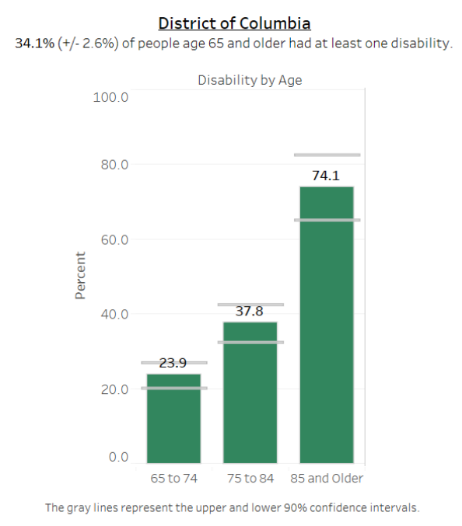 District of Columbia
34.1% (+/- 2.6%) of people age 65 and older had at least one disability.
Disability by Age
100.0
80.0
60.0
40.0
20.0
0.0
Percent
23.9
37.8
74.1
65 to 74
75 to 84
85 and Older
The gray lines represent the upper and lower 90% confidence intervals.